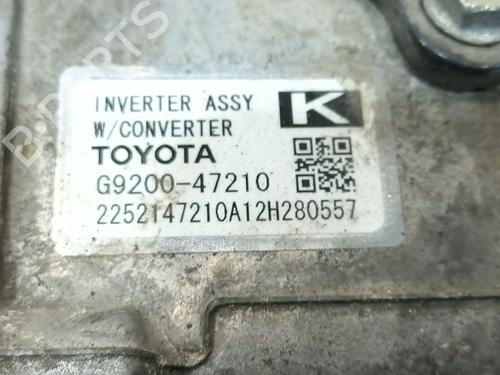 B-PARTS
INVERTER ASSY
K
W/CONVERTER
TOYOTA
G9200-47210
2252147210A12H280557